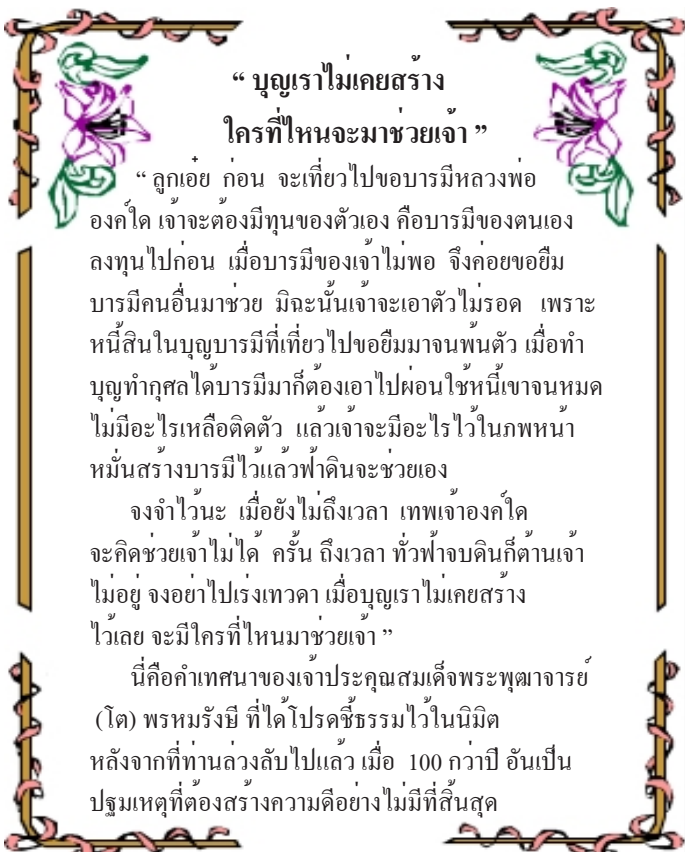 “ บุญเราไม่เคยสร้าง
ใครที่ไหนจะมาช่วยเจ้า ”
“ ลูกเอ๋ย ก่อน จะเที่ยวไปขอบารมีหลวงพ่อ
องค์ใด เจ้าจะต้องมีทุนของตัวเอง คือบารมีของตนเอง
ลงทุนไปก่อน เมื่อบารมีของเจ้าไม่พอ จึงค่อยขอยืม
บารมีคนอื่นมาช่วย มิฉะนั้นเจ้าจะเอาตัวไม่รอด เพราะ
หนี้สินในบุญบารมีที่เที่ยวไปขอยืมมาจนพ้นตัว เมื่อทำ
บุญทำกุศลได้บารมีมาก็ต้องเอาไปผ่อนใช้หนี้เขาจนหมด
ไม่มีอะไรเหลือติดตัว แล้วเจ้าจะมีอะไรไว้ในภพหน้า
หมั่นสร้างบารมีไว้แล้วฟ้าดินจะช่วยเอง
จงจำไว้นะ เมื่อยังไม่ถึงเวลา เทพเจ้าองค์ใด
จะคิดช่วยเจ้าไม่ได้ ครั้น ถึงเวลา ทั่วฟ้าจบดินก็ต้านเจ้า
ไม่อยู่ จงอย่าไปเร่งเทวดา เมื่อบุญเราไม่เคยสร้าง
ไว้เลย จะมีใครที่ไหนมาช่วยเจ้า ”
นี่คือคำเทศนาของเจ้าประคุณสมเด็จพระพุฒาจารย์
(โต) พรหมรังษี ที่ได้โปรดชี้ธรรมไว้ในนิมิต
หลังจากที่ท่านล่วงลับไปแล้ว เมื่อ 100 กว่าปี อันเป็น
ปฐมเหตุที่ต้องสร้างความดีอย่างไม่มีที่สิ้นสุด